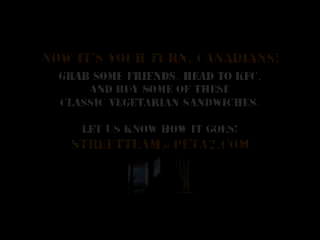 NOW IT'S YOUR TURN, CANADIANS!
GRAB SOME FRIENDS, HEAD TO KFC,
AND BUY SOME OF THESE
CLASSIC VEGETARIAN SANDWICHES.
LET US KNOW HOW IT GOES!
STREETTEAM@PETA2.COM